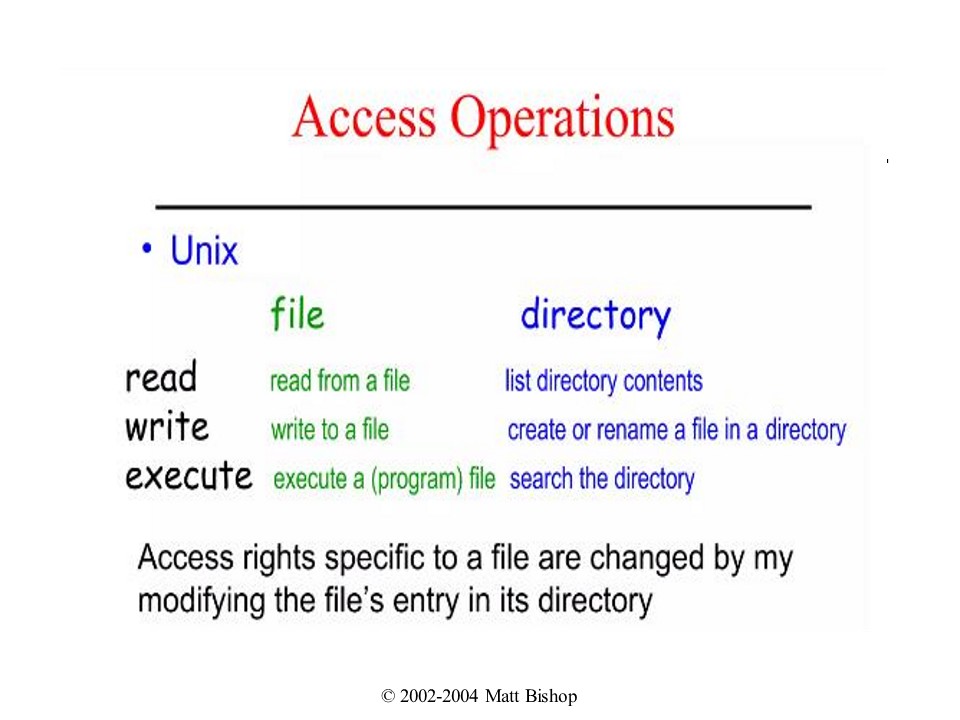 Access Operations
• Unix
file directory
read read from a file list directory contents
write write to a file create or rename a file in a directory
execute execute a (program) file search the directory
Access rights specific to a file are changed by my
modifying the file's entry in its directory
© 2002-2004 Matt Bishop